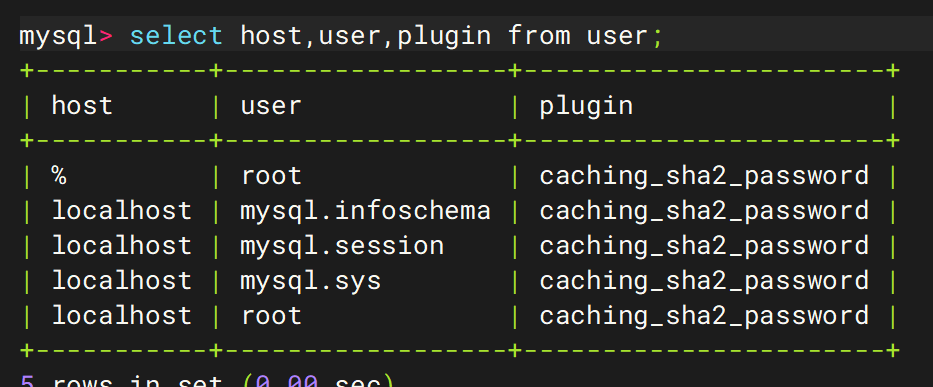 mysql> select host,user,plugin from user;
+-----------+------------------+-----------------------+
| host      | user             | plugin                |
+-----------+------------------+-----------------------+
| %         | root             | caching_sha2_password |
| localhost | mysql.infoschema | caching_sha2_password |
| localhost | mysql.session    | caching_sha2_password |
| localhost | mysql.sys        | caching_sha2_password |
| localhost | root             | caching_sha2_password |
+-----------+------------------+-----------------------+
5 rows in set (0.00 sec)